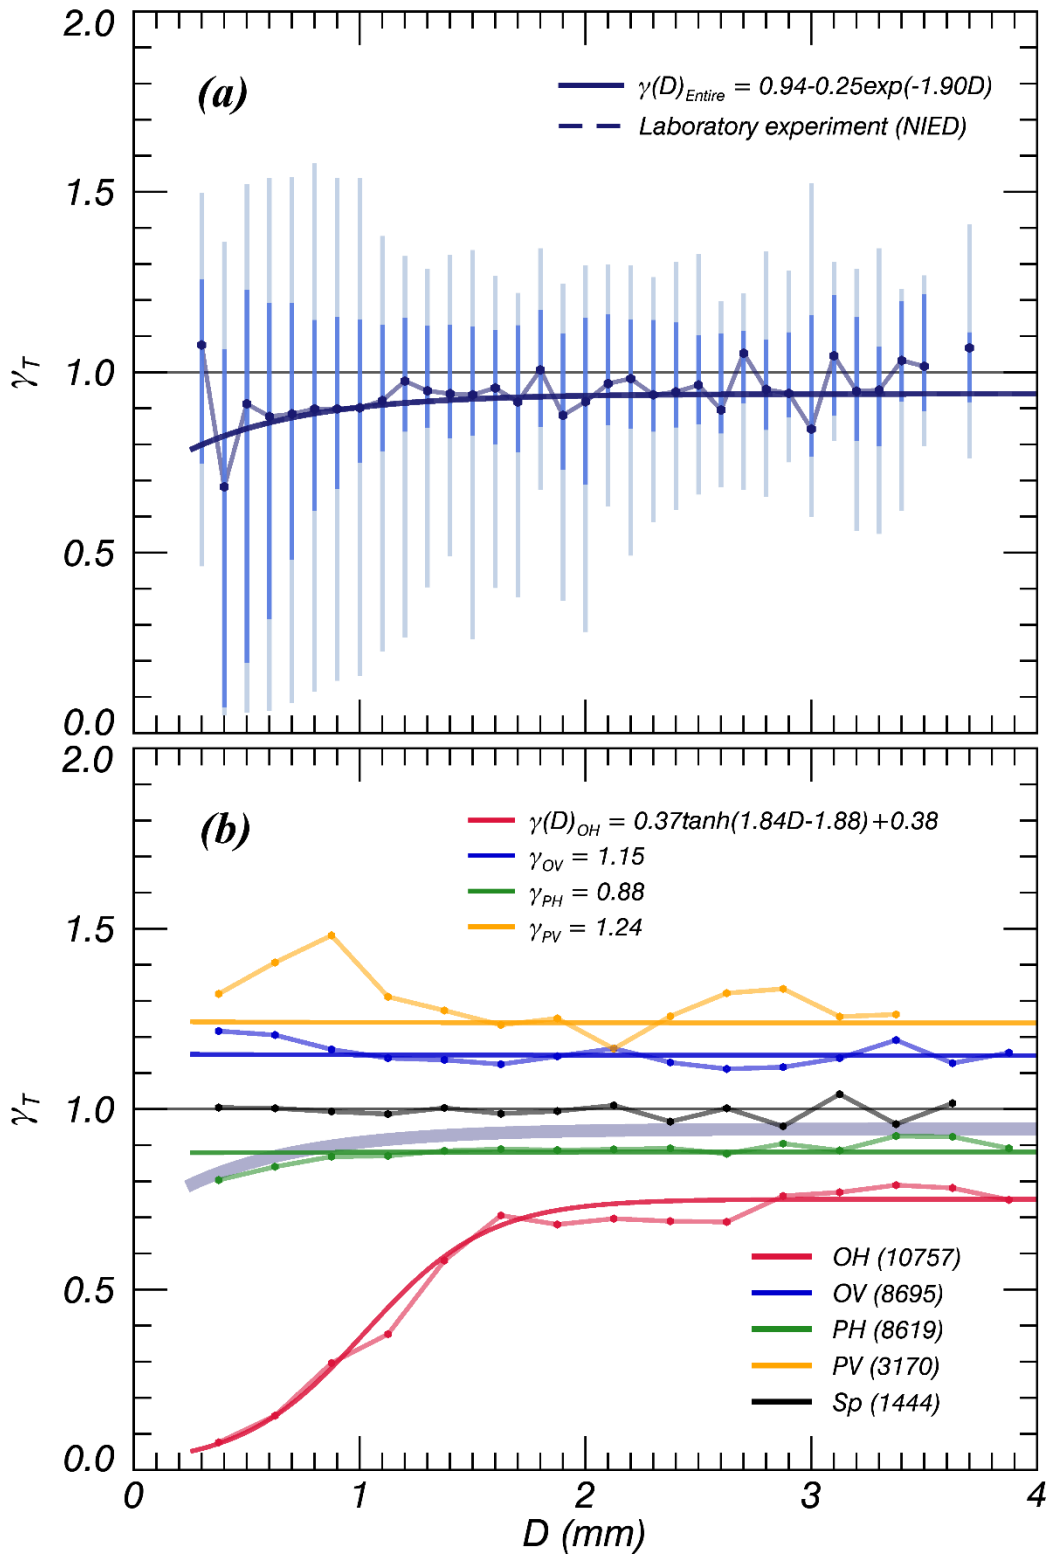 2.0
(a)
γ(D)Entire = 0.94-0.25exp(-1.90D)
Laboratory experiment (NIED)
1.5
γT
1.0
0.5
0.0
2.0
(b)
γ(D)OH = 0.37tanh(1.84D-1.88)+0.38
γOV = 1.15
γPH = 0.88
γPV = 1.24
1.5
γT
1.0
0.5
OH (10757)
OV (8695)
PH (8619)
PV (3170)
Sp (1444)
0.0
0 1 2 3 4
D (mm)